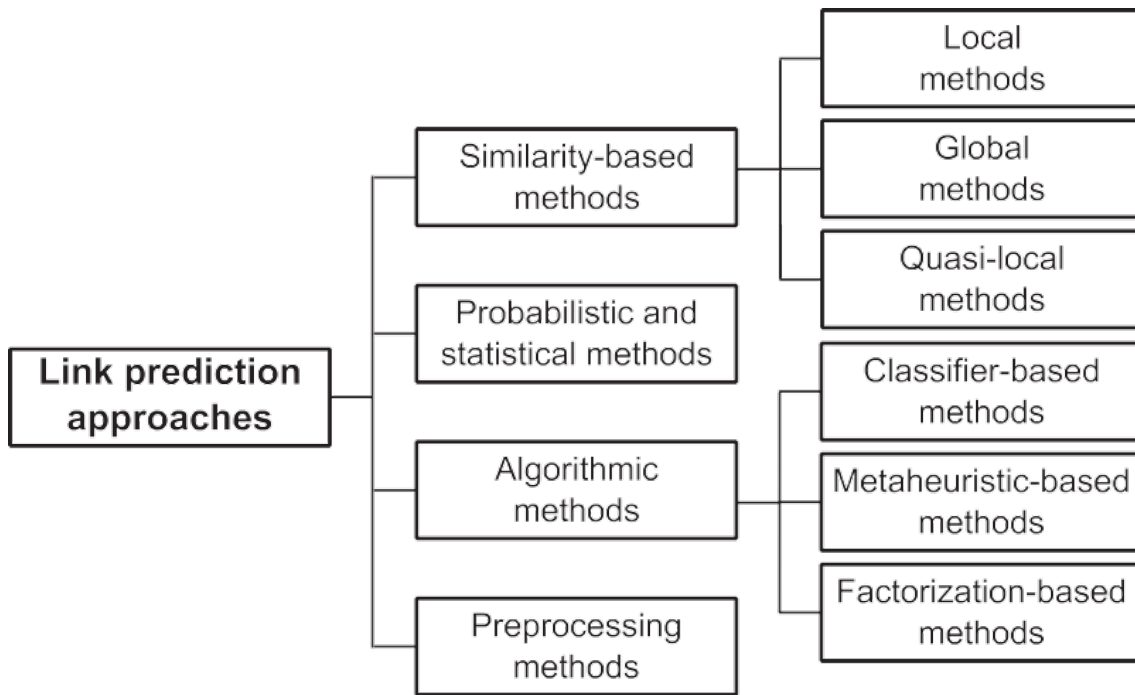 Link prediction
approaches
Similarity-based
methods
Probabilistic and
statistical methods
Algorithmic
methods
Preprocessing
methods
Local
methods
Global
methods
Quasi-local
methods
Classifier-based
methods
Metaheuristic-based
methods
Factorization-based
methods